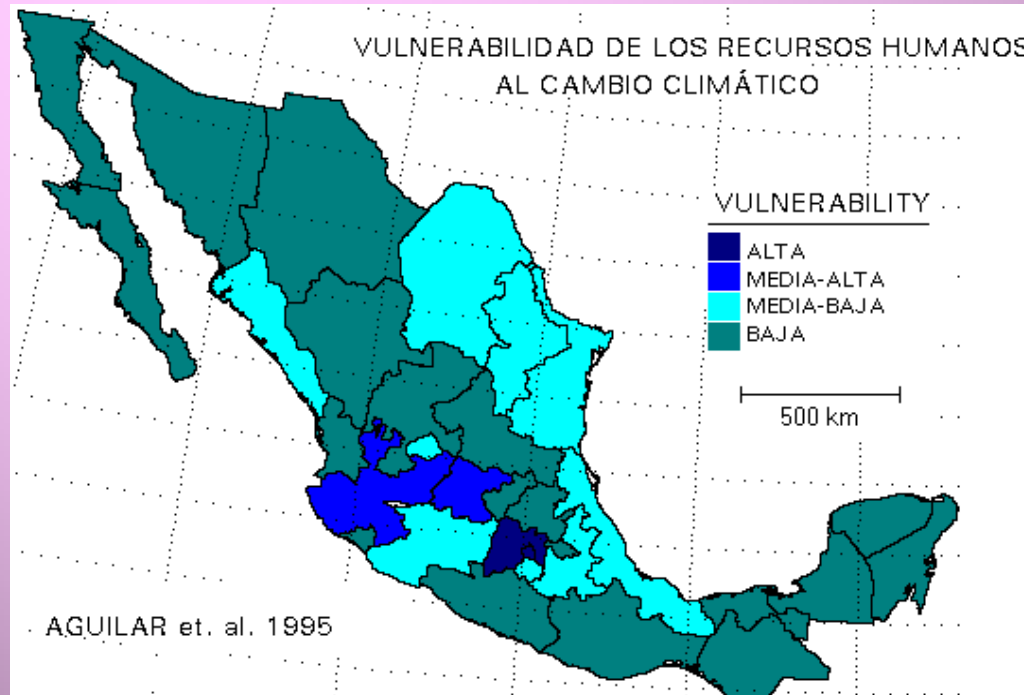 VULNERABILIDAD DE LOS RECURSOS HUMANOS
AL CAMBIO CLIMÁTICO
VULNERABILITY
ALTA
MEDIA-ALTA
MEDIA-BAJA
BAJA
500 km
AGUILAR et. al. 1995